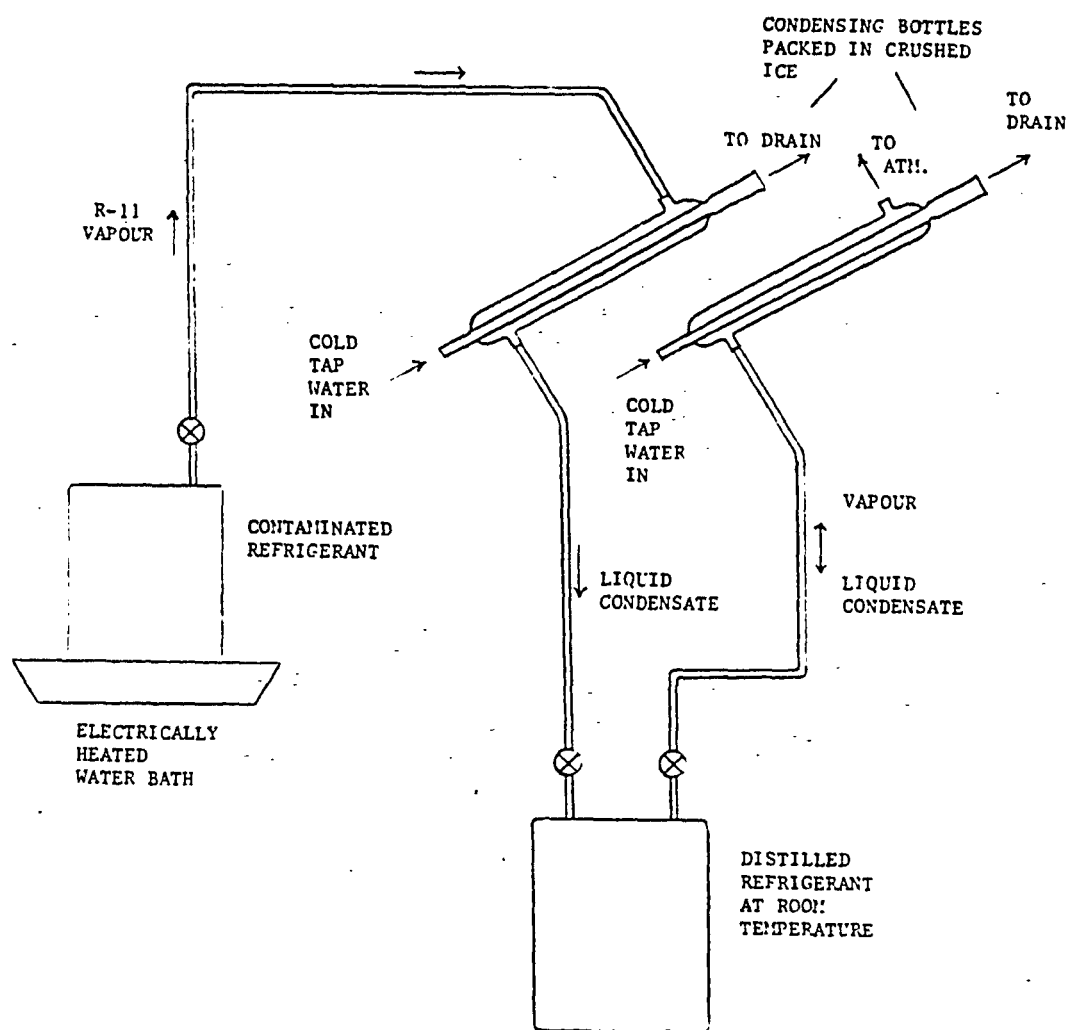 CONDENSING BOTTLES
PACKED IN CRUSHED
ICE
TO
DRAIN
TO DRAIN
TO
ATM.
R-11
VAPOUR
COLD
TAP
WATER
IN
COLD
TAP
WATER
IN
CONTAMINATED
REFRIGERANT
VAPOUR
LIQUID
CONDENSATE
LIQUID
CONDENSATE
ELECTRICALLY
HEATED
WATER BATH
DISTILLED
REFRIGERANT
AT ROOM
TEMPERATURE